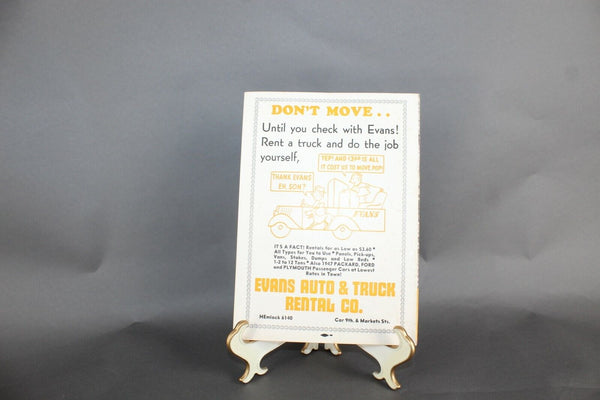 DON'T MOVE..
Until you check with Evans!
Rent a truck and do the job
yourself,
YEP! AND $3.60 IS ALL
IT COST US TO MOVE, POP!
THANK EVANS
EH, SON?
EVANS
IT'S A FACT! Rentals for as Low as $3.60 *
All Types for You to Use * Panels, Pick-ups,
Vans, Stakes, Dumps and Low Beds *
1-2 to 12 Tons * Also 1947 PACKARD, FORD
and PLYMOUTH Passenger Cars at Lowest
Rates in Town!
EVANS AUTO & TRUCK
RENTAL CO.
HEmlock 6140
Cor 9th. & Markets Sts.